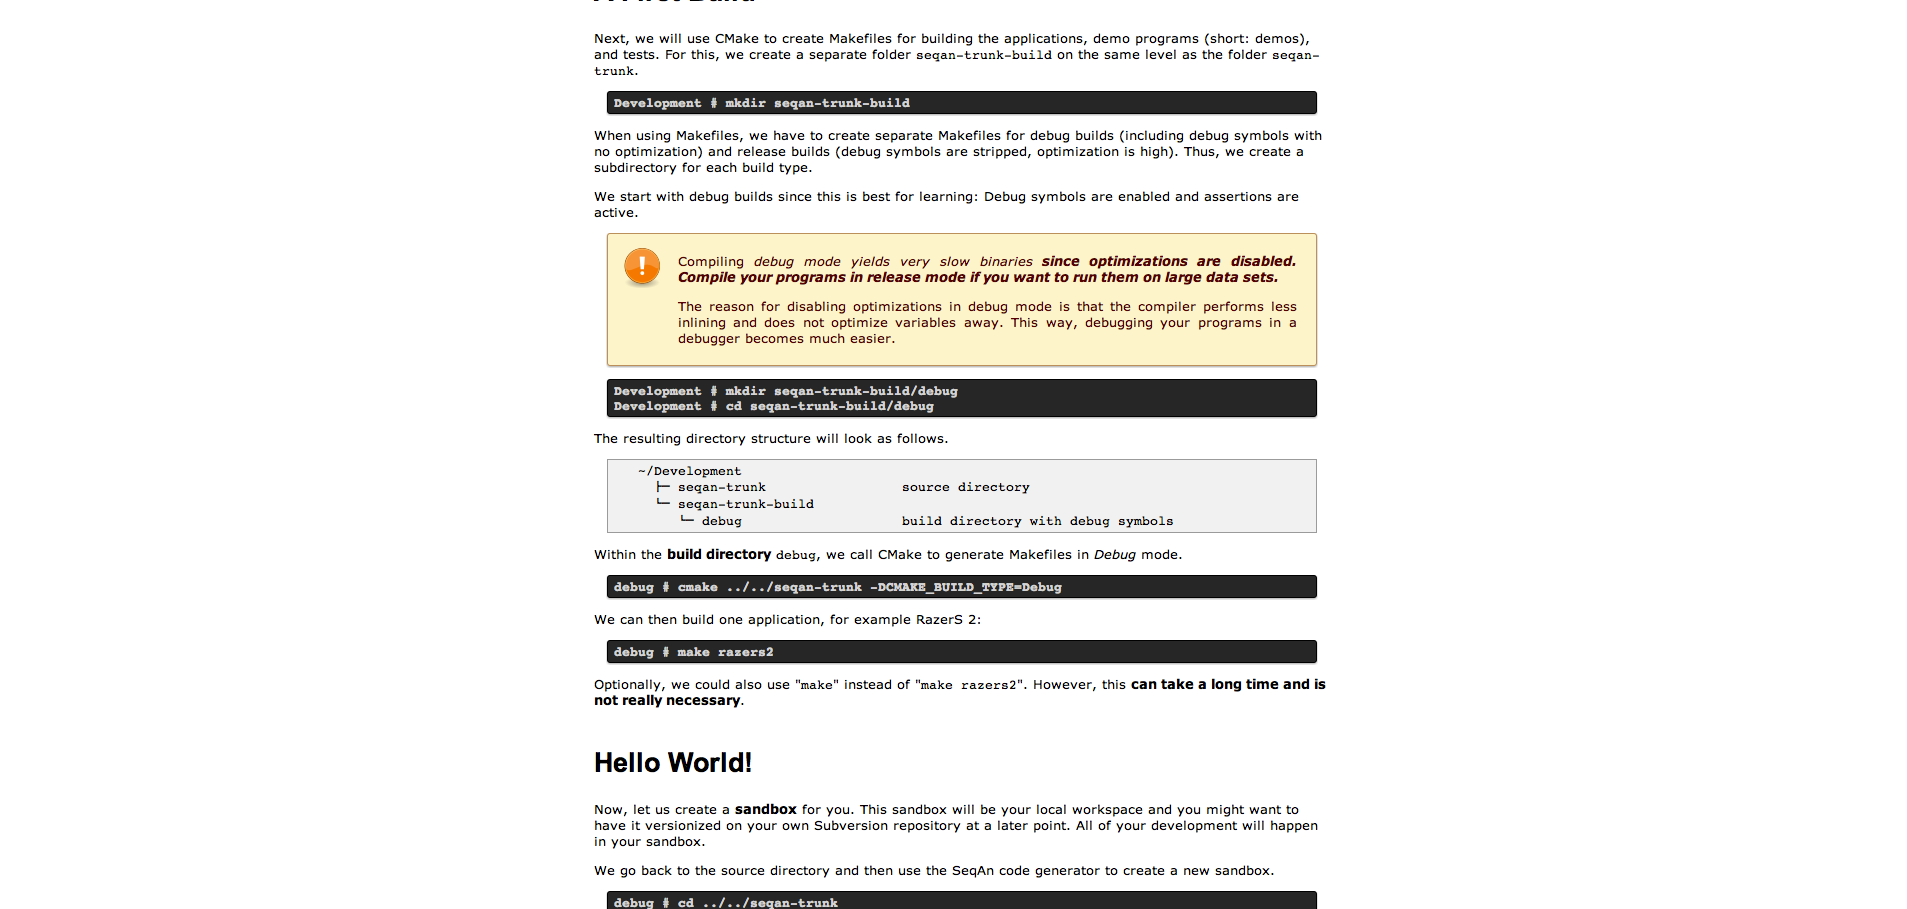 A First Build
Next, we will use CMake to create Makefiles for building the applications, demo programs (short: demos),
and tests. For this, we create a separate folder seqan-trunk-build on the same level as the folder seqan-
trunk.
Development # mkdir seqan-trunk-build
When using Makefiles, we have to create separate Makefiles for debug builds (including debug symbols with
no optimization) and release builds (debug symbols are stripped, optimization is high). Thus, we create a
subdirectory for each build type.
We start with debug builds since this is best for learning: Debug symbols are enabled and assertions are
active.
Compiling debug mode yields very slow binaries since optimizations are disabled.
Compile your programs in release mode if you want to run them on large data sets.
The reason for disabling optimizations in debug mode is that the compiler performs less
inlining and does not optimize variables away. This way, debugging your programs in a
debugger becomes much easier.
Development # mkdir seqan-trunk-build/debug
Development # cd seqan-trunk-build/debug
The resulting directory structure will look as follows.
~/Development
├─ seqan-trunk source directory
└─ seqan-trunk-build
└─ debug build directory with debug symbols
Within the build directory debug, we call CMake to generate Makefiles in Debug mode.
debug # cmake ../../seqan-trunk -DCMAKE_BUILD_TYPE=Debug
We can then build one application, for example RazerS 2:
debug # make razers2
Optionally, we could also use "make" instead of "make razers2". However, this can take a long time and is
not really necessary.
Hello World!
Now, let us create a sandbox for you. This sandbox will be your local workspace and you might want to
have it versionized on your own Subversion repository at a later point. All of your development will happen
in your sandbox.
We go back to the source directory and then use the SeqAn code generator to create a new sandbox.
debug # cd ../../seqan-trunk